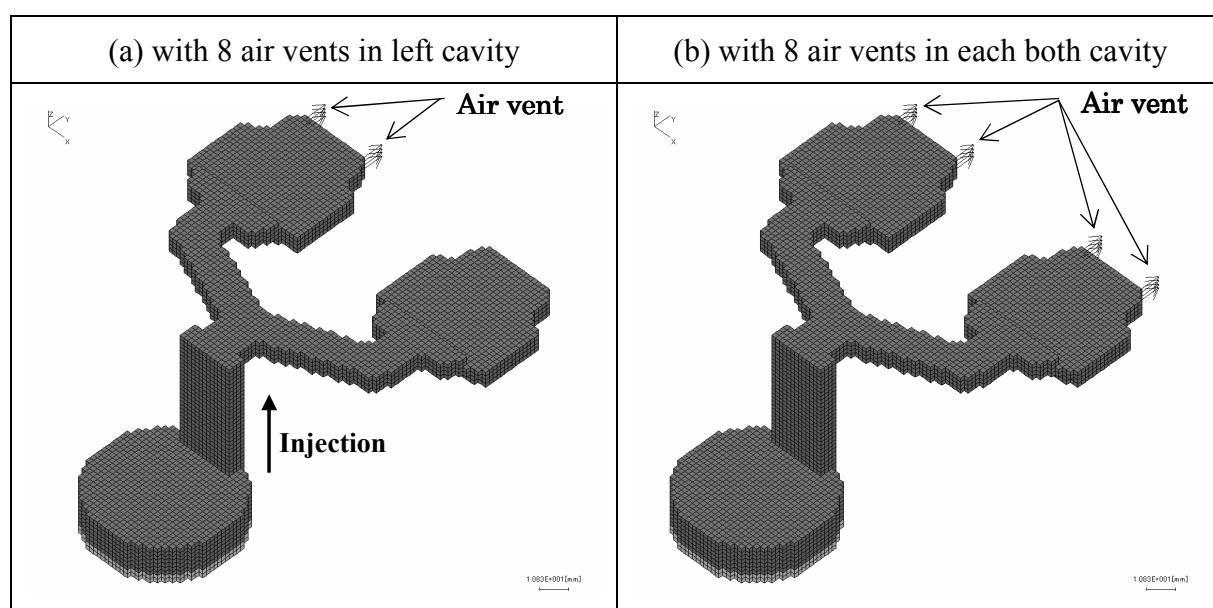 (a) with 8 air vents in left cavity
(b) with 8 air vents in each both cavity
Z
Y
X
Air vent
Injection
1.083E+001[mm]
Z
Y
X
Air vent
1.083E+001[mm]